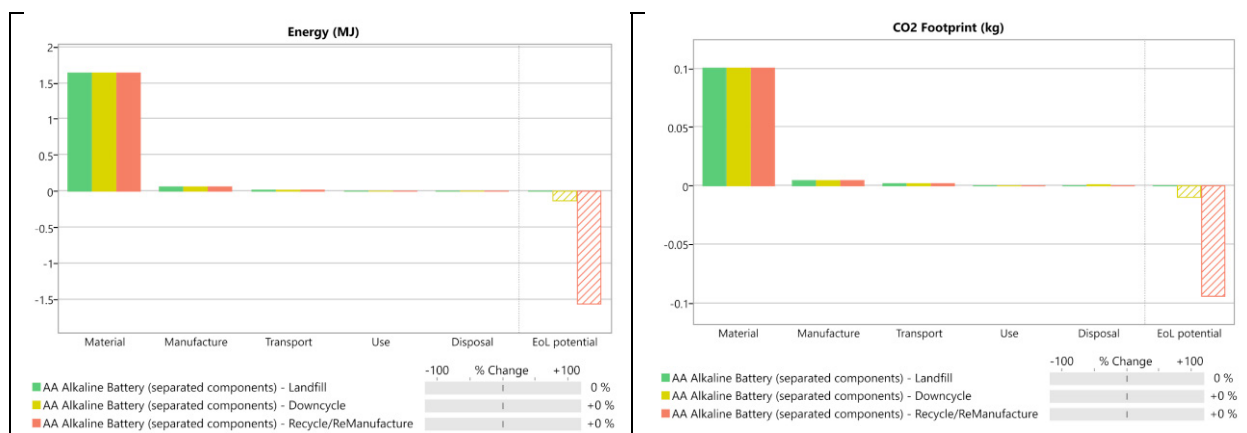 Energy (MJ)
2
1.5
1
0.5
0
-0.5
-1
-1.5
Material Manufacture Transport Use Disposal EoL potential
-100 % Change +100
AA Alkaline Battery (separated components) - Landfill 0 %
AA Alkaline Battery (separated components) - Downcycle +0 %
AA Alkaline Battery (separated components) - Recycle/ReManufacture +0 %
CO2 Footprint (kg)
0.1
0.05
0
-0.05
-0.1
Material Manufacture Transport Use Disposal EoL potential
-100 % Change +100
AA Alkaline Battery (separated components) - Landfill 0 %
AA Alkaline Battery (separated components) - Downcycle +0 %
AA Alkaline Battery (separated components) - Recycle/ReManufacture +0 %